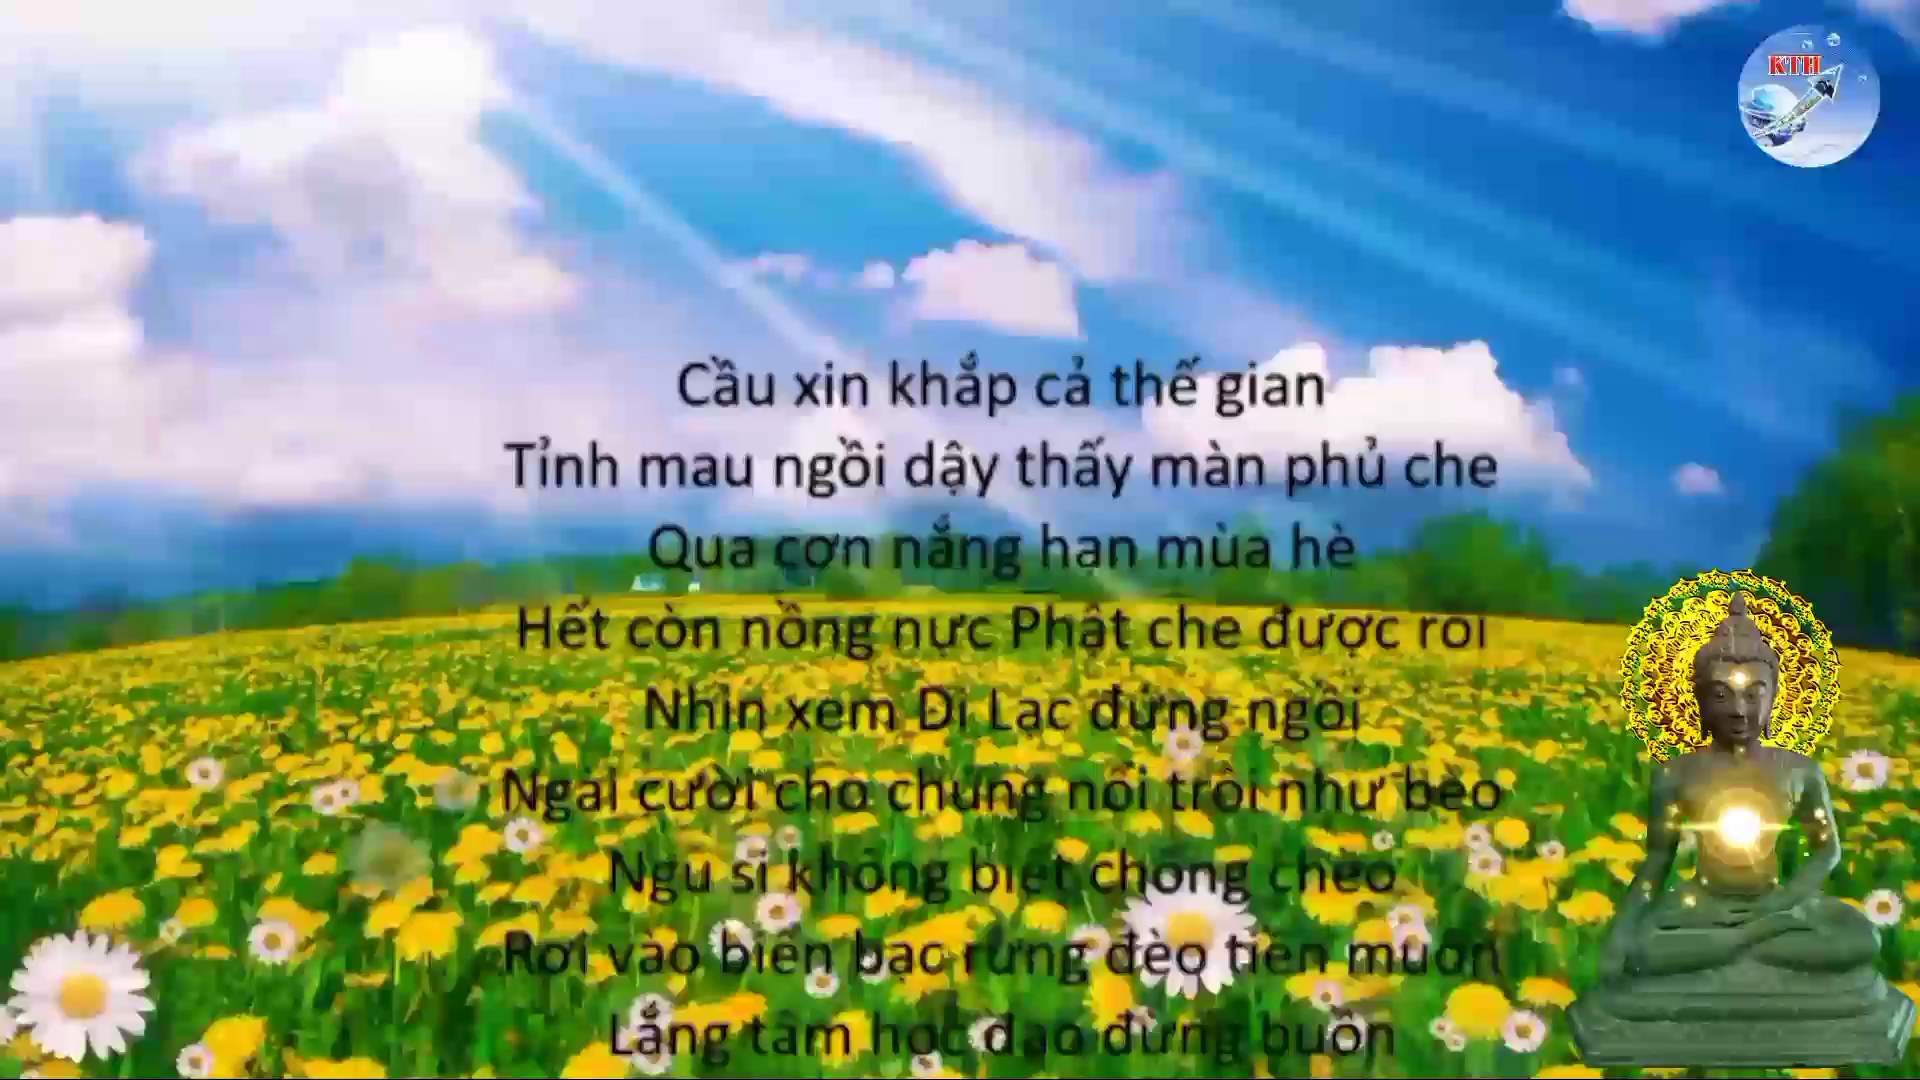 KTH
Cầu xin khắp cả thế gian
Tỉnh mau ngồi dậy thấy màn phủ che
Qua cơn nắng hạn mùa hè
Hết còn nồng nực Phật che được rồi
Nhìn xem Di Lạc đứng ngồi
Ngài cười cho chúng nổi trôi như bèo
Ngu si không biết chống chèo
Rơi vào biển bạc rừng đèo tiền muôn
Lắng tâm học đạo đừng buồn